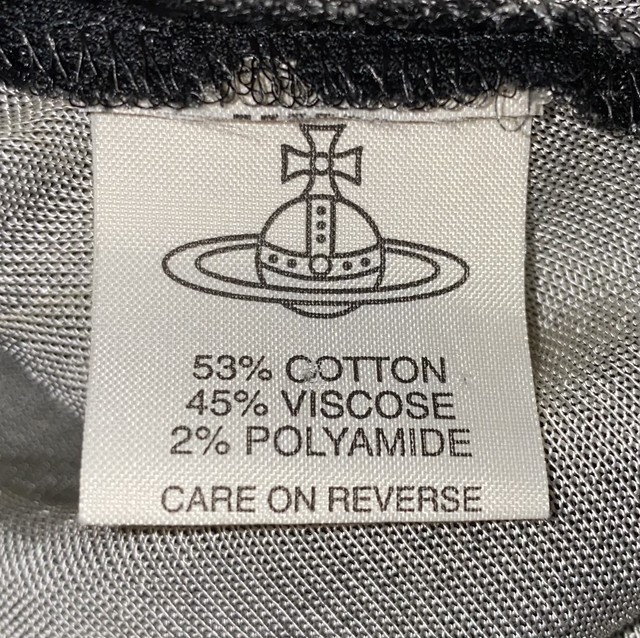 53% COTTON
45% VISCOSE
2% POLYAMIDE
CARE ON REVERSE